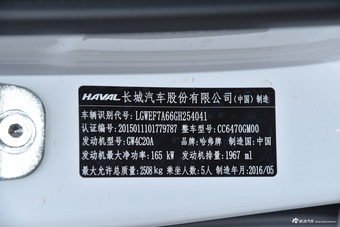 HAVAL 长城汽车股份有限公司(中国)制造
车辆识别代号: LGWEF7A66GH254041
认证编号: 2015011101779787 整车型号: CC6470GM00
发动机型号: GW4C20A 品牌: 哈弗牌 制造国: 中国
发动机最大净功率: 165 kW 发动机排量: 1967 ml
最大允许总质量: 2508 kg 乘坐人数: 5人 制造年月: 2016/05